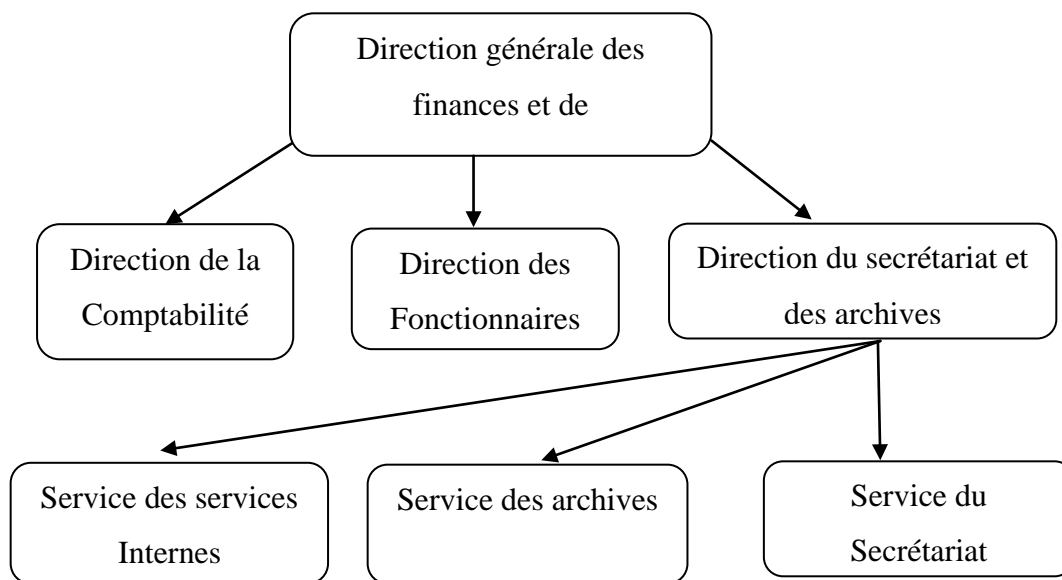 Direction générale des
finances et de
Direction de la
Comptabilité
Direction des
Fonctionnaires
Direction du secrétariat et
des archives
Service des services
Internes
Service des archives
Service du
Secrétariat